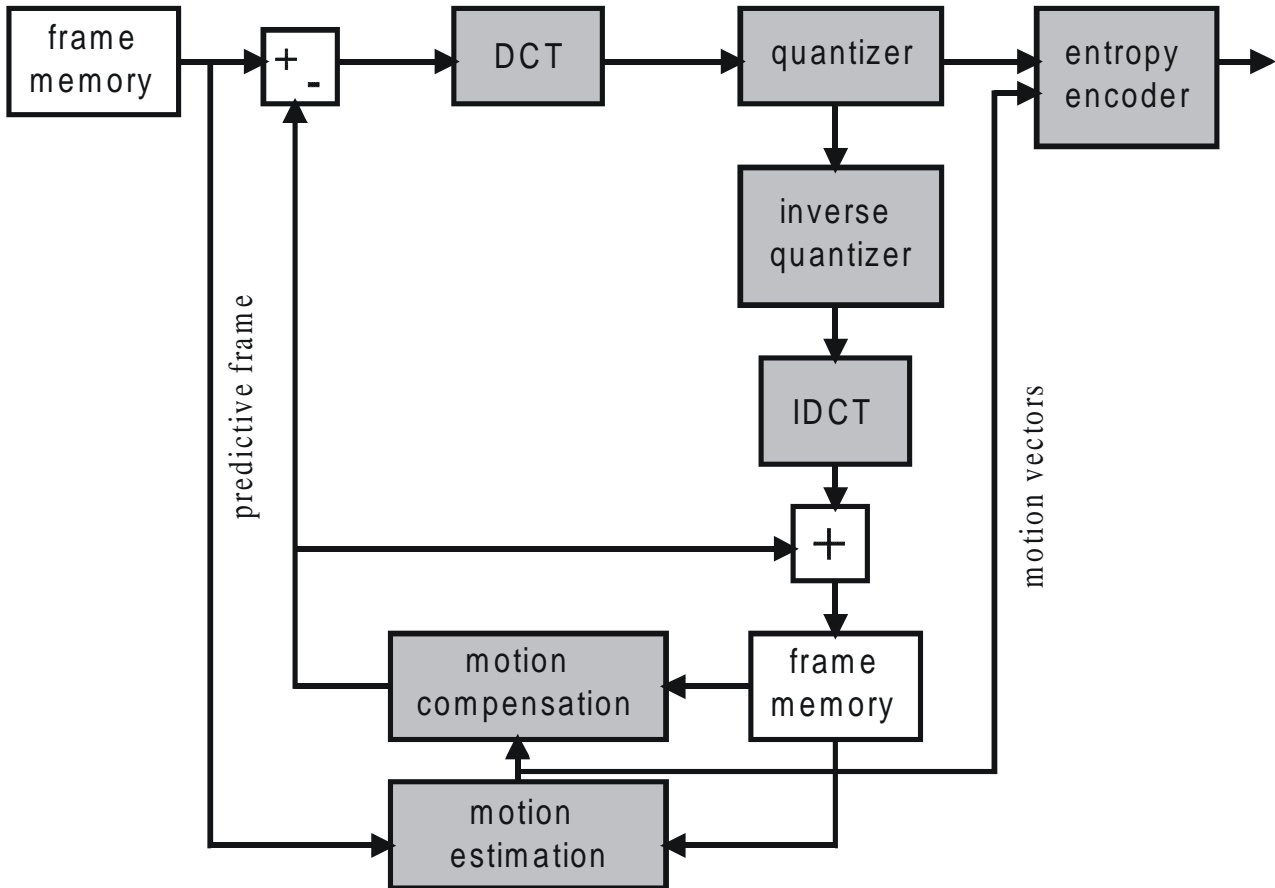 frame
memory
+
-
DCT
quantizer
entropy
encoder
inverse
quantizer
predictive frame
IDCT
motion vectors
+
motion
compensation
frame
memory
motion
estimation